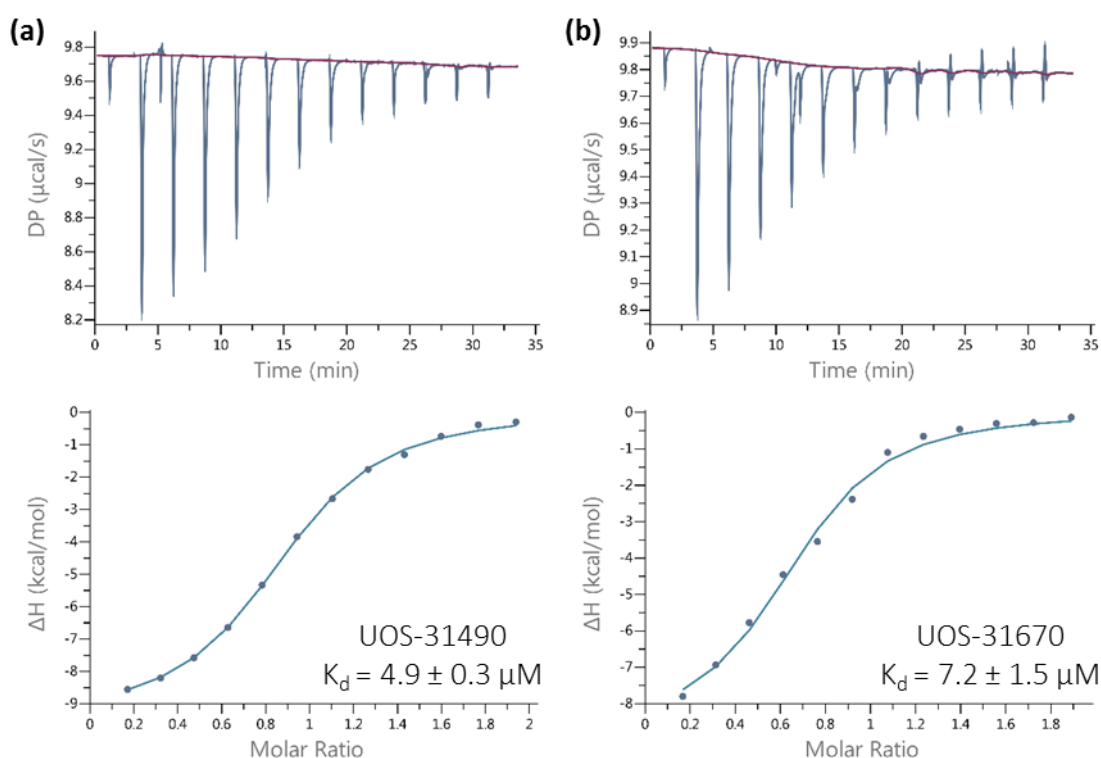 (a)
9.8
9.6
9.4
9.2
9
8.8
8.6
8.4
8.2
DP (µcal/s)
0 5 10 15 20 25 30 35
Time (min)
(b)
9.9
9.8
9.7
9.6
9.5
9.4
9.3
9.2
9.1
9
8.9
DP (µcal/s)
0 5 10 15 20 25 30 35
Time (min)
0
-1
-2
-3
-4
-5
-6
-7
-8
-9
ΔH (kcal/mol)
UOS-31490
Kd = 4.9 ± 0.3 µM
0 0.2 0.4 0.6 0.8 1 1.2 1.4 1.6 1.8 2
Molar Ratio
0
-1
-2
-3
-4
-5
-6
-7
-8
ΔH (kcal/mol)
UOS-31670
Kd = 7.2 ± 1.5 µM
0 0.2 0.4 0.6 0.8 1 1.2 1.4 1.6 1.8
Molar Ratio